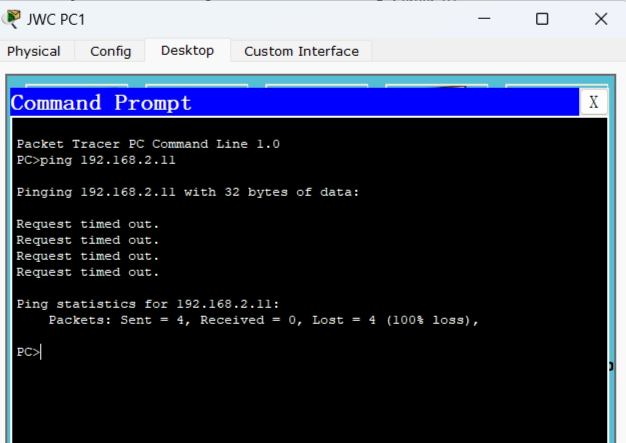 JWC PC1
Physical Config Desktop Custom Interface
Command Prompt X
Packet Tracer PC Command Line 1.0
PC>ping 192.168.2.11
Pinging 192.168.2.11 with 32 bytes of data:
Request timed out.
Request timed out.
Request timed out.
Request timed out.
Ping statistics for 192.168.2.11:
Packets: Sent = 4, Received = 0, Lost = 4 (100% loss),
PC>